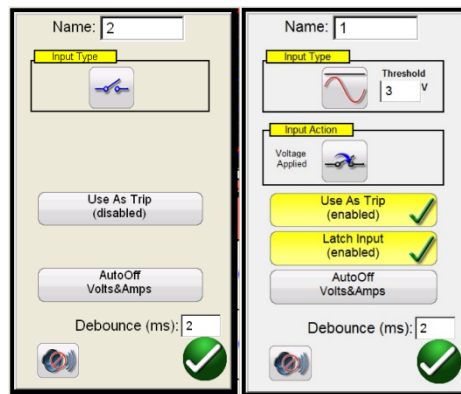 Name: 2
Input Type
Use As Trip
(disabled)
AutoOff
Volts&Amps
Debounce (ms): 2
Name: 1
Input Type
Threshold
3 V
Input Action
Voltage
Applied
Use As Trip
(enabled)
Latch Input
(enabled)
AutoOff
Volts&Amps
Debounce (ms): 2